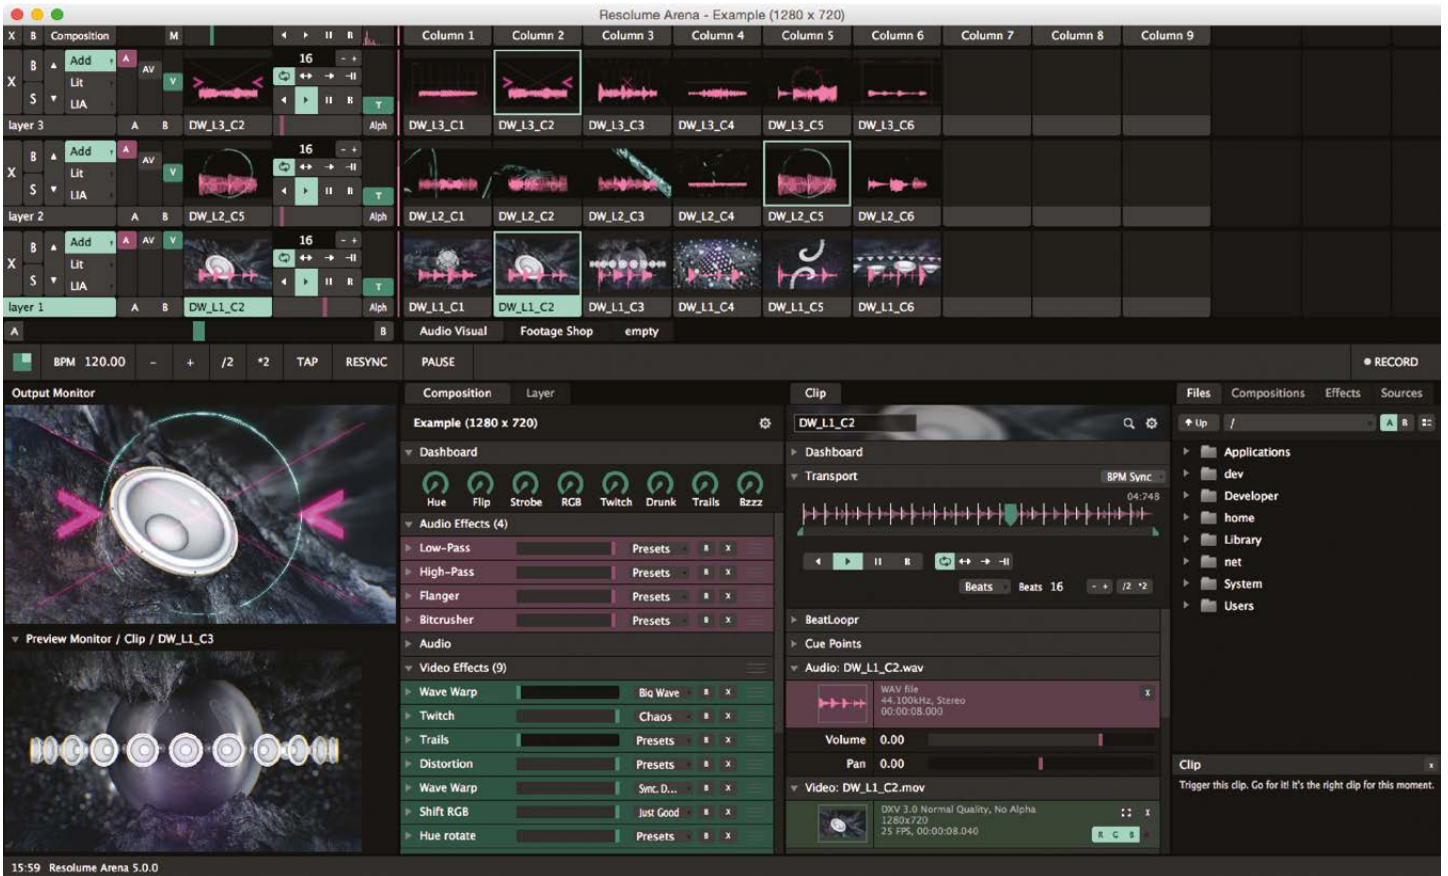 Resolume Arena - Example (1280 x 720)
X B Composition M R Column 1 Column 2 Column 3 Column 4 Column 5 Column 6 Column 7 Column 8 Column 9
B Add A AV 16 - +
X Lit V
S LIA R T
layer 3 A B DW_L3_C2 Alph DW_L3_C1 DW_L3_C2 DW_L3_C3 DW_L3_C4 DW_L3_C5 DW_L3_C6
B Add A AV 16 - +
X Lit V
S LIA R T
layer 2 A B DW_L2_C5 Alph DW_L2_C1 DW_L2_C2 DW_L2_C3 DW_L2_C4 DW_L2_C5 DW_L2_C6
B Add A AV V 16 - +
X Lit
S LIA R T
layer 1 A B DW_L1_C2 Alph DW_L1_C1 DW_L1_C2 DW_L1_C3 DW_L1_C4 DW_L1_C5 DW_L1_C6
A B Audio Visual Footage Shop empty
BPM 120.00 - + /2 *2 TAP RESYNC PAUSE RECORD
Output Monitor
Preview Monitor / Clip / DW_L1_C3
Composition Layer
Example (1280 x 720)
Dashboard
Hue Flip Strobe RGB Twitch Drunk Trails Bzzz
Audio Effects (4)
Low-Pass Presets B X
High-Pass Presets B X
Flanger Presets B X
Bitcrusher Presets B X
Audio
Video Effects (9)
Wave Warp Big Wave B X
Twitch Chaos B X
Trails Presets B X
Distortion Presets B X
Wave Warp Sync. D... B X
Shift RGB Just Good B X
Hue rotate Presets B X
Clip
DW_L1_C2
Dashboard
Transport BPM Sync
04:748
R
Beats Beats 16 - + /2 *2
BeatLoopr
Cue Points
Audio: DW_L1_C2.wav
WAV file X
44.100kHz, Stereo
00:00:08.000
Volume 0.00
Pan 0.00
Video: DW_L1_C2.mov
DXV 3.0 Normal Quality, No Alpha X
1280x720
25 FPS, 00:00:08.040 R G B
Files Compositions Effects Sources
Up / A B
Applications
dev
Developer
home
Library
net
System
Users
Clip x
Trigger this clip. Go for it! It's the right clip for this moment.
15:59 Resolume Arena 5.0.0